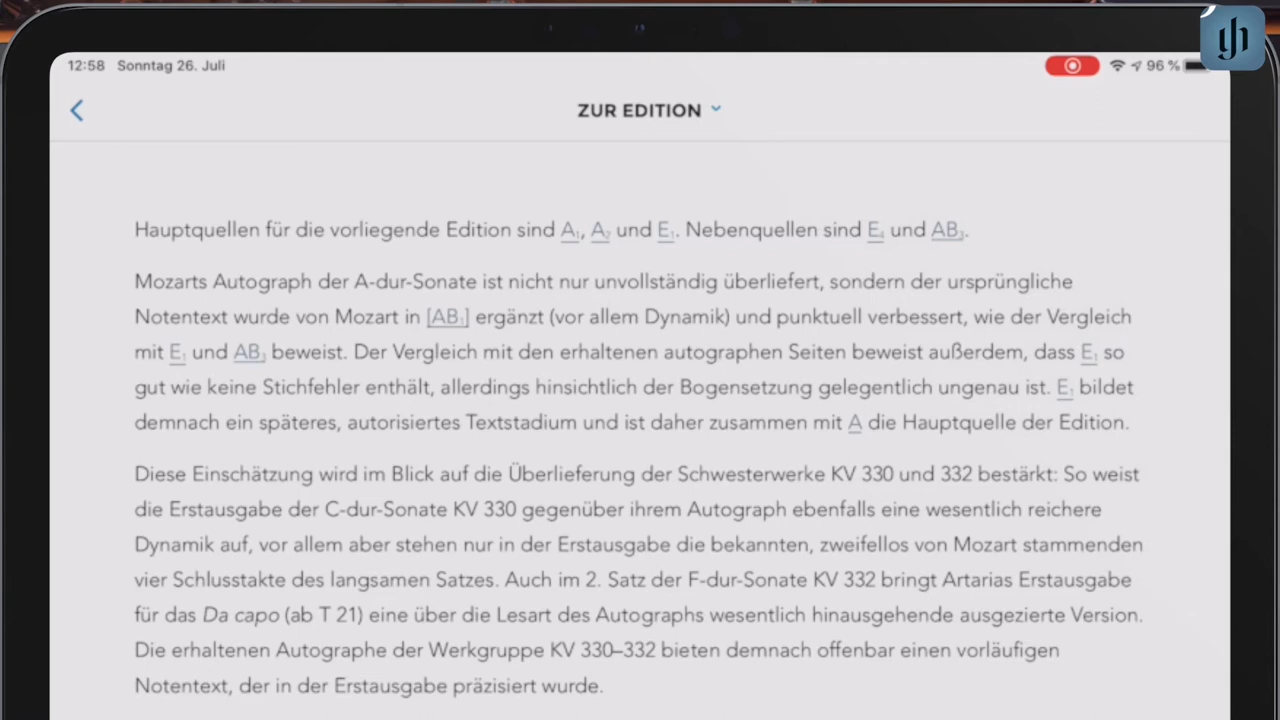 12:58 Sonntag 26. Juli
96 %
ZUR EDITION
Hauptquellen für die vorliegende Edition sind A₁, A₂ und E₁. Nebenquellen sind E₄ und AB₃.
Mozarts Autograph der A-dur-Sonate ist nicht nur unvollständig überliefert, sondern der ursprüngliche
Notentext wurde von Mozart in [AB₁] ergänzt (vor allem Dynamik) und punktuell verbessert, wie der Vergleich
mit E₁ und AB₃ beweist. Der Vergleich mit den erhaltenen autographen Seiten beweist außerdem, dass E₁ so
gut wie keine Stichfehler enthält, allerdings hinsichtlich der Bogensetzung gelegentlich ungenau ist. E₁ bildet
demnach ein späteres, autorisiertes Textstadium und ist daher zusammen mit A die Hauptquelle der Edition.
Diese Einschätzung wird im Blick auf die Überlieferung der Schwesterwerke KV 330 und 332 bestärkt: So weist
die Erstausgabe der C-dur-Sonate KV 330 gegenüber ihrem Autograph ebenfalls eine wesentlich reichere
Dynamik auf, vor allem aber stehen nur in der Erstausgabe die bekannten, zweifellos von Mozart stammenden
vier Schlusstakte des langsamen Satzes. Auch im 2. Satz der F-dur-Sonate KV 332 bringt Artarias Erstausgabe
für das Da capo (ab T 21) eine über die Lesart des Autographs wesentlich hinausgehende ausgezierte Version.
Die erhaltenen Autographe der Werkgruppe KV 330–332 bieten demnach offenbar einen vorläufigen
Notentext, der in der Erstausgabe präzisiert wurde.